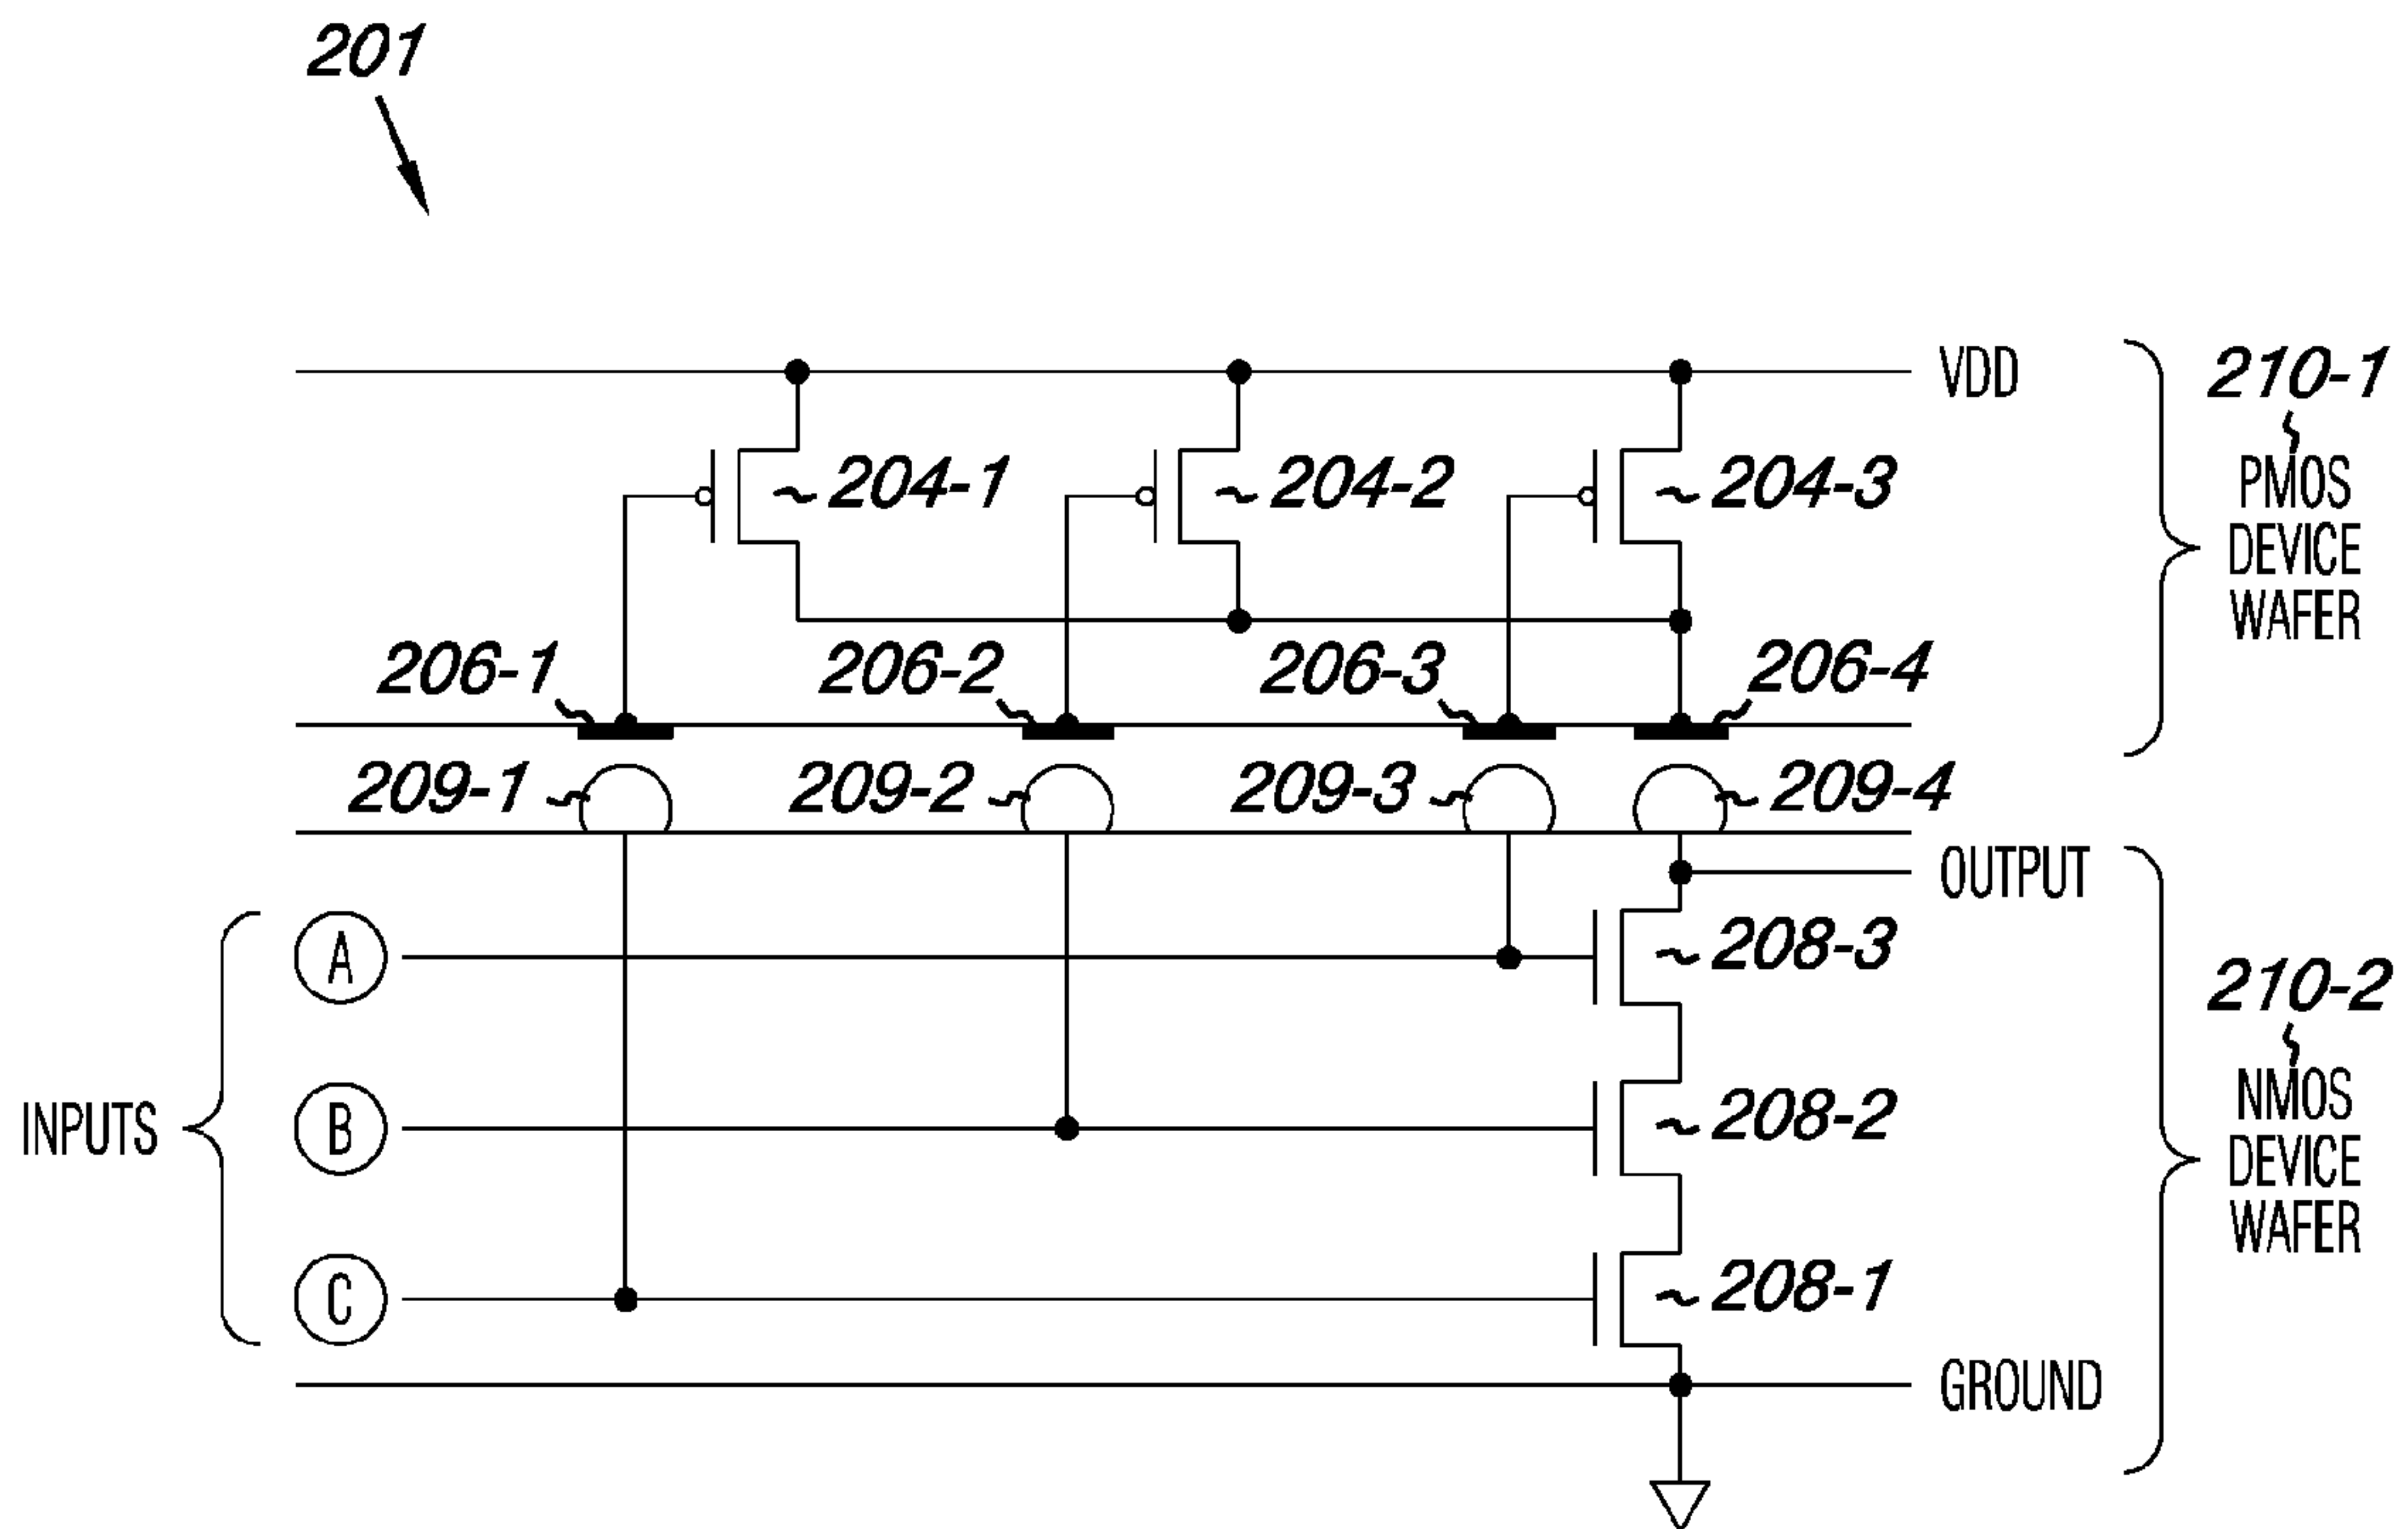 201
VDD
210-1
PMOS
DEVICE
WAFER
204-1
204-2
204-3
206-1
206-2
206-3
206-4
209-1
209-2
209-3
209-4
OUTPUT
INPUTS
A
B
C
208-3
208-2
208-1
210-2
NMOS
DEVICE
WAFER
GROUND